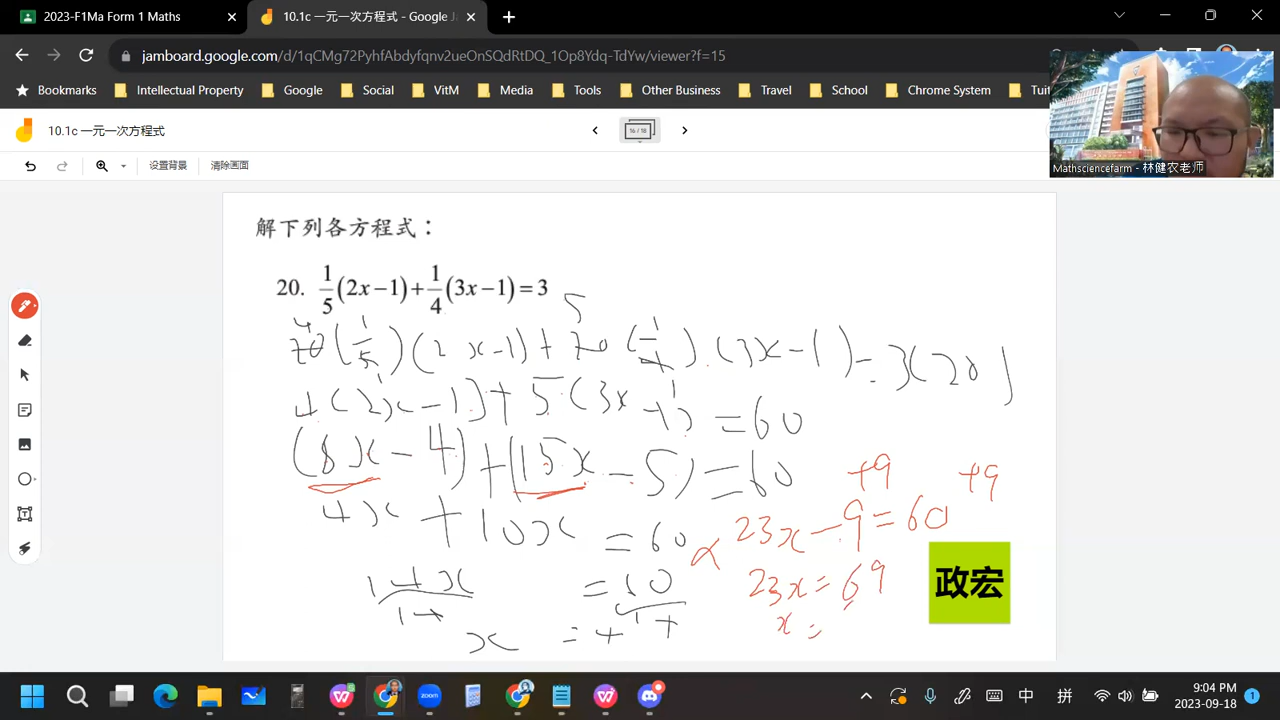 2023-F1Ma Form 1 Maths
10.1c 一元一次方程式 - Google Ja
jamboard.google.com/d/1qCMg72PyhfAbdyfqnv2ueOnSOdRtDO_1Op8Ydq-TdYw/viewer?f=15
Bookmarks Intellectual Property Google Social VitM Media Tools Other Business Travel School Chrome System Tuit
10.1c 一元一次方程式
16 / 18
设置背景 清除画面
Mathsciencefarm - 林健农老师
解下列各方程式：
20. 1/5(2x−1)+1/4(3x−1)=3
4 5
20(1/5)(2x-1)+20(1/4).(3x-1)=3(20)
4(2x-1)+5(3x-1)=60
(8x-4)+(15x-5)=60
4x+10x=60
14x/14 =60/14
x =
+9 +9
23x-9=60
23x=69
x=
政宏
zoom
中 拼
9:04 PM
2023-09-18
1